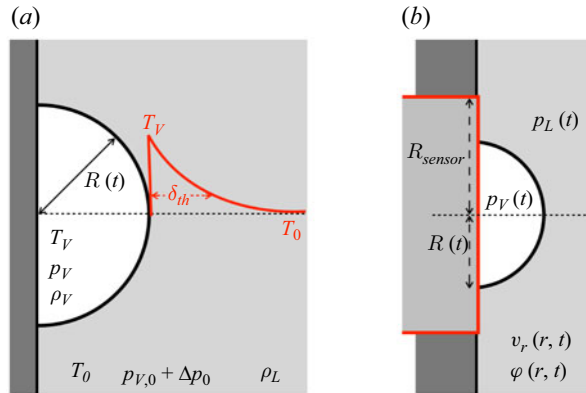 (a)
T_V
R (t)
δ_th
T_V
T_0
p_V
ρ_V
T_0 p_{V,0} + Δp_0 ρ_L
(b)
p_L (t)
R_sensor
p_V (t)
R (t)
v_r (r, t)
φ (r, t)